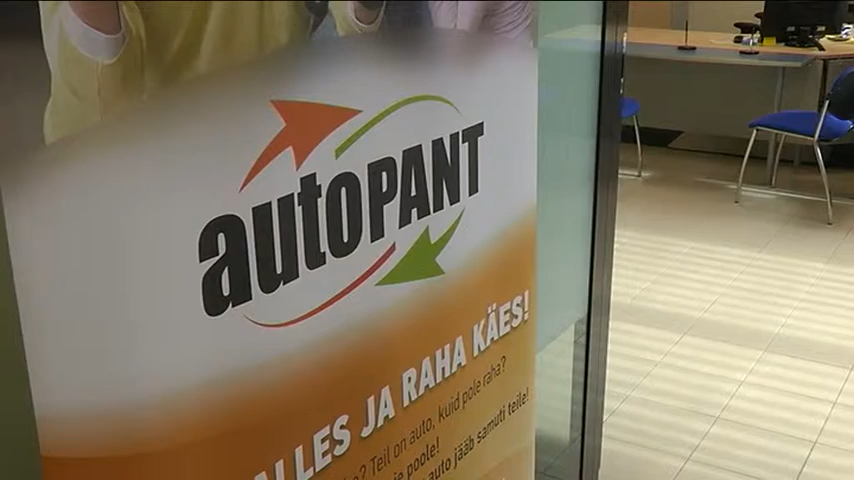 autoPANT
ALLES JA RAHA KÄES!
? Teil on auto, kuid pole raha?
poole!
auto jääb samuti teile!